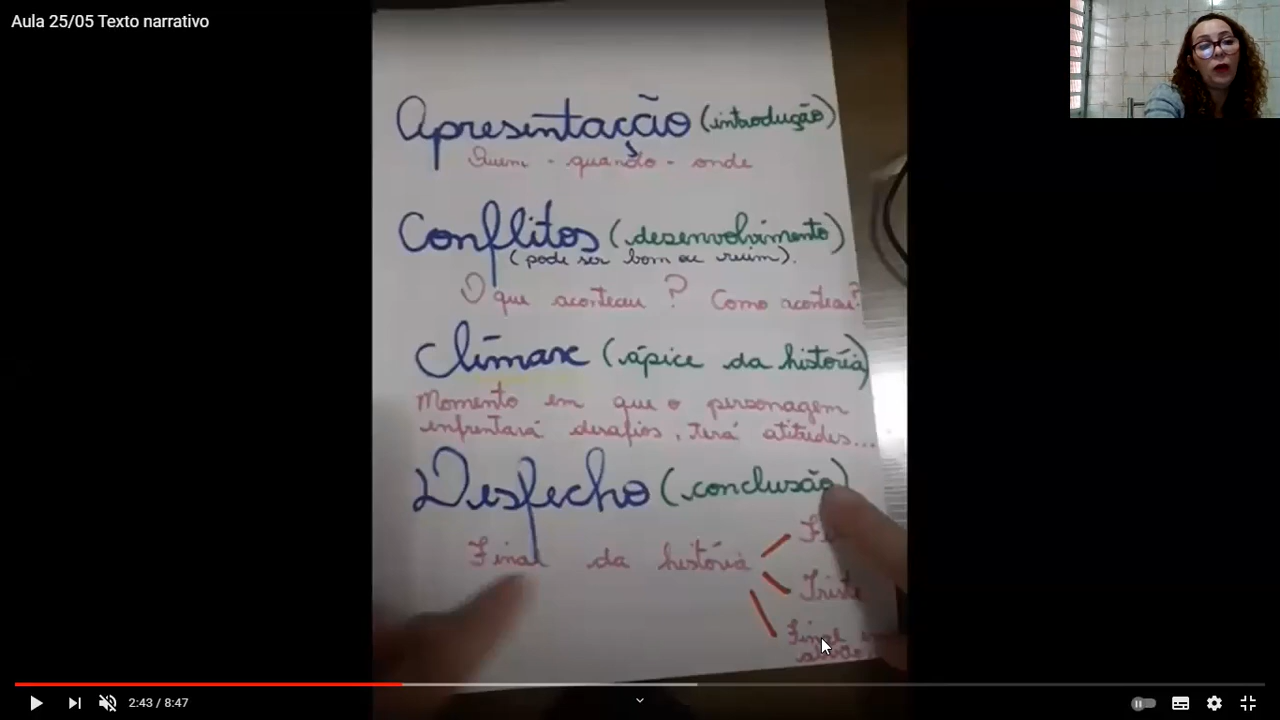 Aula 25/05 Texto narrativo
Apresentação (introdução)
Quem - quando - onde
Conflitos (desenvolvimento)
(pode ser bom ou ruim).
O que aconteceu? Como aconteceu?
Clímax (ápice da história)
Momento em que o personagem
enfrentará desafios, terá atitudes...
Desfecho (conclusão)
Final da história
Triste
Final
2:43 / 8:47